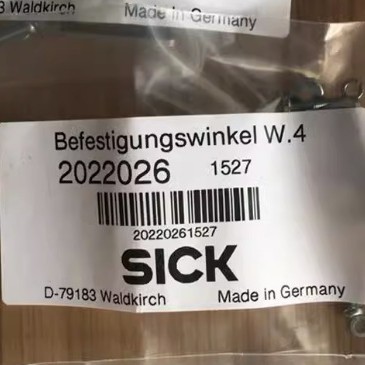 3 Waldkirch Made in Germany
Befestigungswinkel W.4
2022026 1527
20220261527
SICK
D-79183 Waldkirch Made in Germany